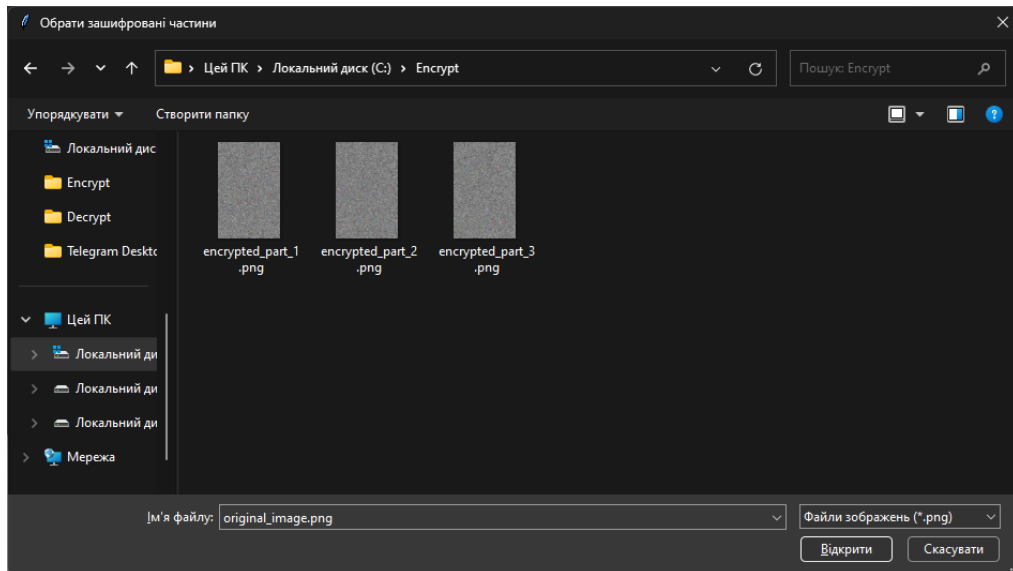 Обрати зашифровані частини
Цей ПК › Локальний диск (C:) › Encrypt
Пошук: Encrypt
Упорядкувати
Створити папку
Локальний дис
Encrypt
Decrypt
Telegram Deskto
encrypted_part_1
.png
encrypted_part_2
.png
encrypted_part_3
.png
Цей ПК
Локальний ди
Локальний ди
Локальний ди
Мережа
Ім'я файлу:
original_image.png
Файли зображень (*.png)
Відкрити
Скасувати